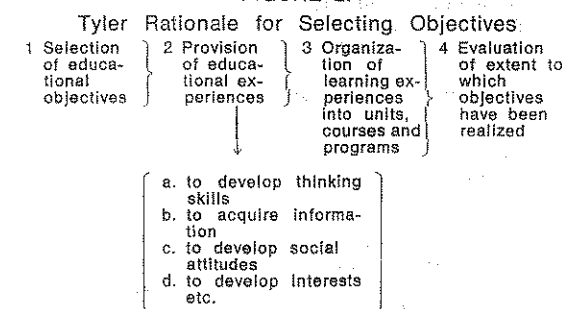 Tyler Rationale for Selecting Objectives
1 Selection of educa- tional objectives
2 Provision of educa- tional ex- periences
3 Organiza- tion of learning ex- periences into units, courses and programs
4 Evaluation of extent to which objectives have been realized
a. to develop thinking
skills
b. to acquire informa-
tion
c. to develop social
attitudes
d. to develop interests
etc.